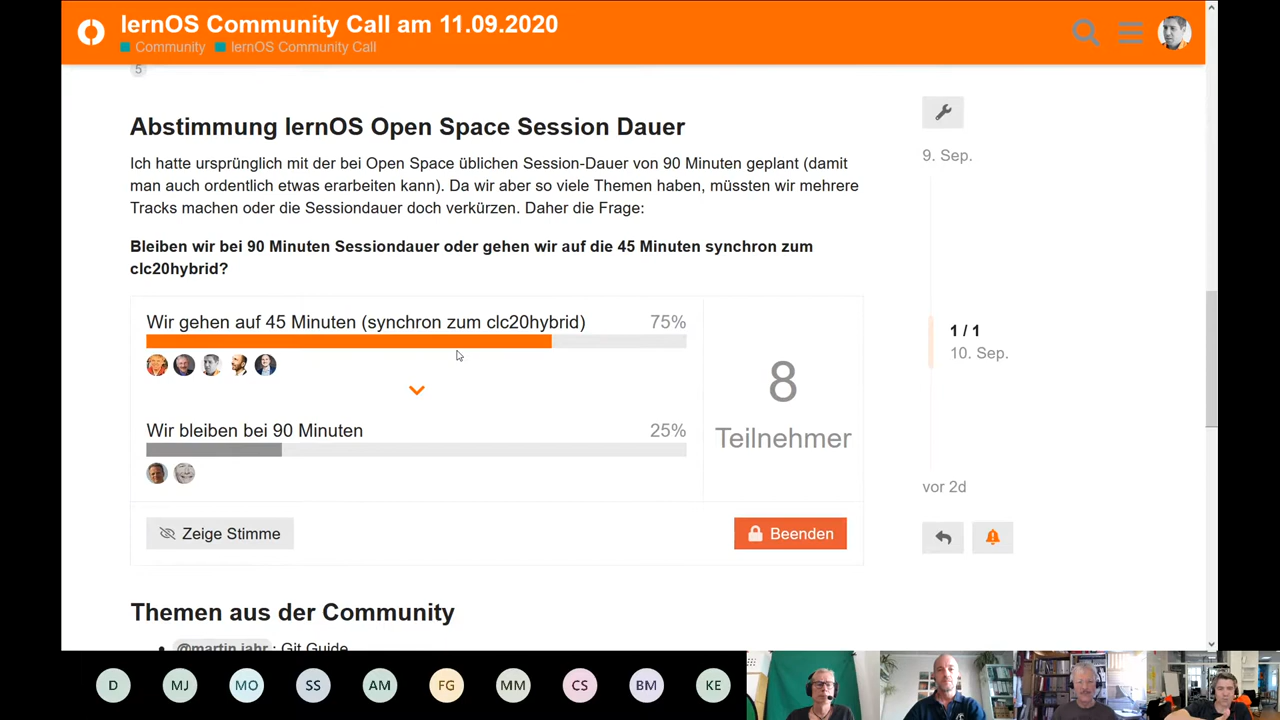 lernOS Community Call am 11.09.2020
Community lernOS Community Call
5
Abstimmung lernOS Open Space Session Dauer
9. Sep.
Ich hatte ursprünglich mit der bei Open Space üblichen Session-Dauer von 90 Minuten geplant (damit
man auch ordentlich etwas erarbeiten kann). Da wir aber so viele Themen haben, müssten wir mehrere
Tracks machen oder die Sessiondauer doch verkürzen. Daher die Frage:
Bleiben wir bei 90 Minuten Sessiondauer oder gehen wir auf die 45 Minuten synchron zum
clc20hybrid?
Wir gehen auf 45 Minuten (synchron zum clc20hybrid) 75%
Wir bleiben bei 90 Minuten 25%
8
Teilnehmer
1 / 1
10. Sep.
vor 2d
Zeige Stimme
Beenden
Themen aus der Community
@martin.jahr : Git Guide
D MJ MO SS AM FG MM CS BM KE